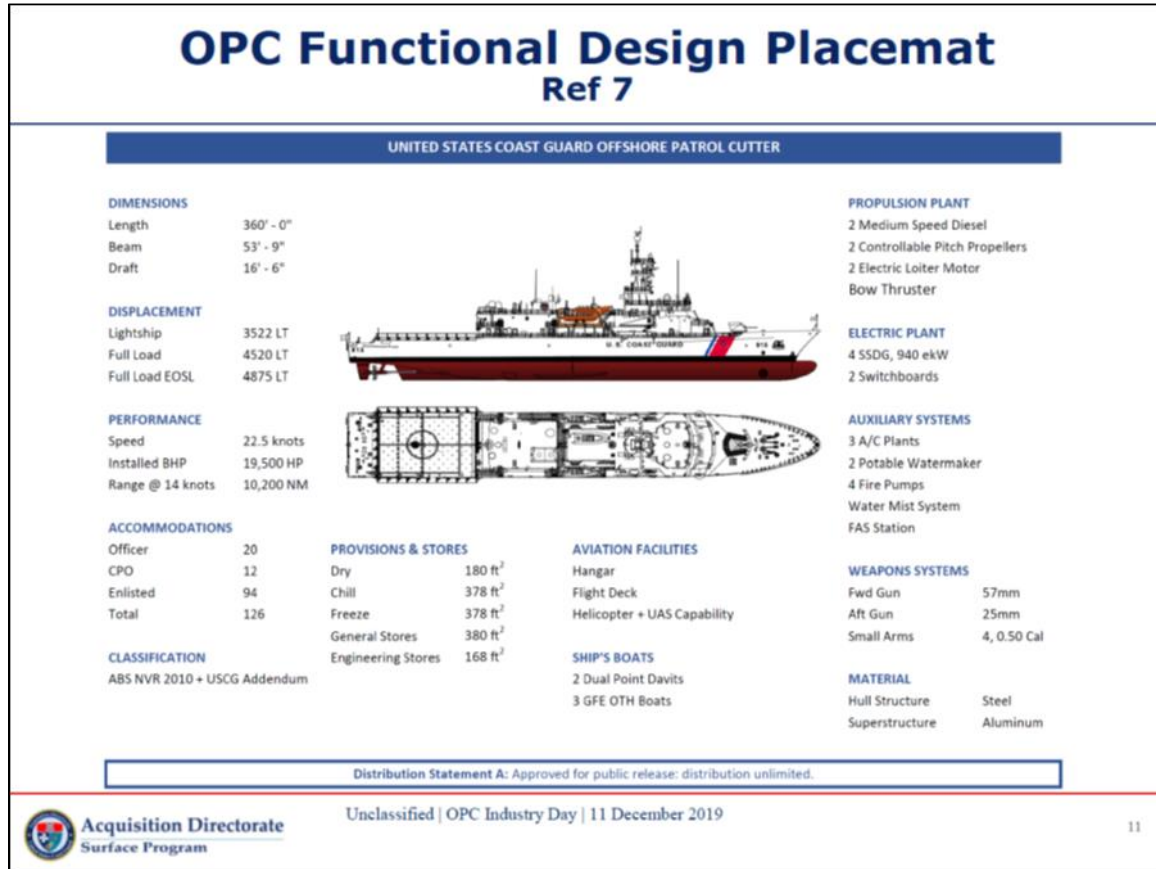 OPC Functional Design Placemat
Ref 7
UNITED STATES COAST GUARD OFFSHORE PATROL CUTTER
DIMENSIONS
Length 360' - 0"
Beam 53' - 9"
Draft 16' - 6"
DISPLACEMENT
Lightship 3522 LT
Full Load 4520 LT
Full Load EOSL 4875 LT
PERFORMANCE
Speed 22.5 knots
Installed BHP 19,500 HP
Range @ 14 knots 10,200 NM
ACCOMMODATIONS
Officer 20
CPO 12
Enlisted 94
Total 126
CLASSIFICATION
ABS NVR 2010 + USCG Addendum
U.S. COAST GUARD
PROVISIONS & STORES
Dry 180 ft²
Chill 378 ft²
Freeze 378 ft²
General Stores 380 ft²
Engineering Stores 168 ft²
AVIATION FACILITIES
Hangar
Flight Deck
Helicopter + UAS Capability
SHIP'S BOATS
2 Dual Point Davits
3 GFE OTH Boats
PROPULSION PLANT
2 Medium Speed Diesel
2 Controllable Pitch Propellers
2 Electric Loiter Motor
Bow Thruster
ELECTRIC PLANT
4 SSDG, 940 ekW
2 Switchboards
AUXILIARY SYSTEMS
3 A/C Plants
2 Potable Watermaker
4 Fire Pumps
Water Mist System
FAS Station
WEAPONS SYSTEMS
Fwd Gun 57mm
Aft Gun 25mm
Small Arms 4, 0.50 Cal
MATERIAL
Hull Structure Steel
Superstructure Aluminum
Distribution Statement A: Approved for public release: distribution unlimited.
Acquisition Directorate
Surface Program
Unclassified | OPC Industry Day | 11 December 2019
11